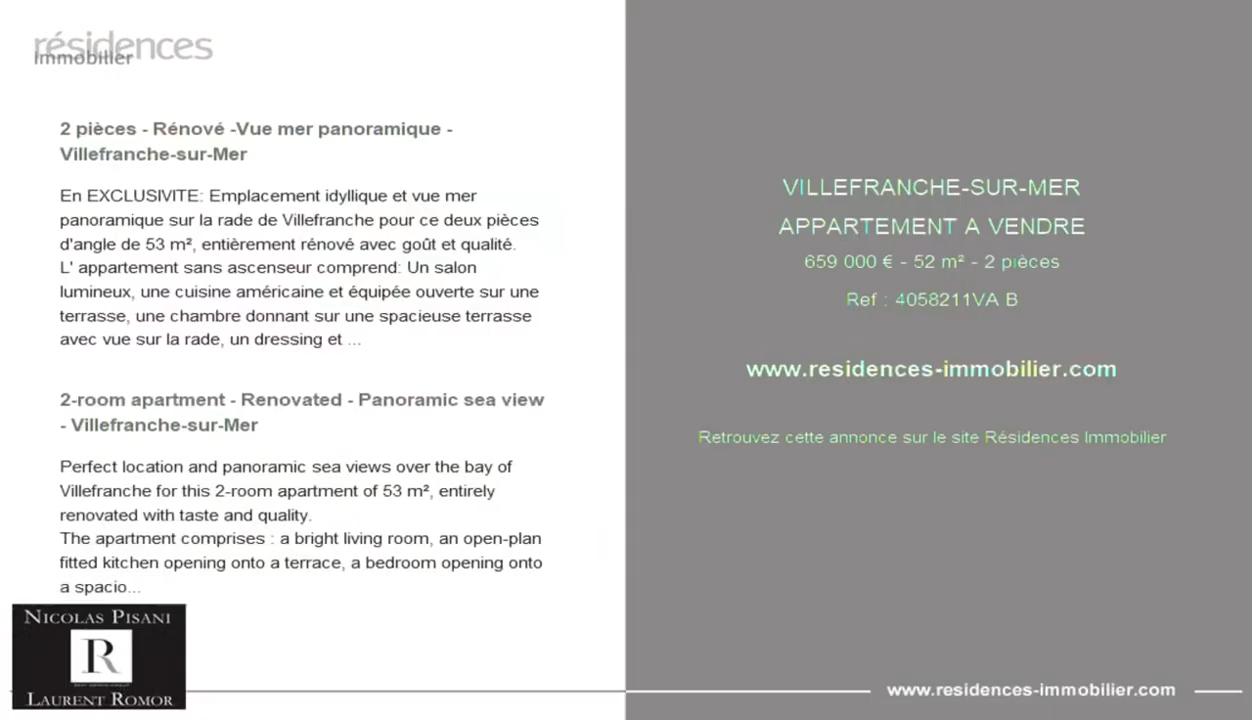 résidences
Immobilier
2 pièces - Rénové -Vue mer panoramique -
Villefranche-sur-Mer
En EXCLUSIVITE: Emplacement idyllique et vue mer
panoramique sur la rade de Villefranche pour ce deux pièces
d'angle de 53 m², entièrement rénové avec goût et qualité.
L' appartement sans ascenseur comprend: Un salon
lumineux, une cuisine américaine et équipée ouverte sur une
terrasse, une chambre donnant sur une spacieuse terrasse
avec vue sur la rade, un dressing et ...
2-room apartment - Renovated - Panoramic sea view
- Villefranche-sur-Mer
Perfect location and panoramic sea views over the bay of
Villefranche for this 2-room apartment of 53 m², entirely
renovated with taste and quality.
The apartment comprises : a bright living room, an open-plan
fitted kitchen opening onto a terrace, a bedroom opening onto
a spacio...
NICOLAS PISANI
R
LAURENT ROMOR
VILLEFRANCHE-SUR-MER
APPARTEMENT A VENDRE
659 000 € - 52 m² - 2 pièces
Ref : 4058211VA B
www.residences-immobilier.com
Retrouvez cette annonce sur le site Résidences Immobilier
www.residences-immobilier.com